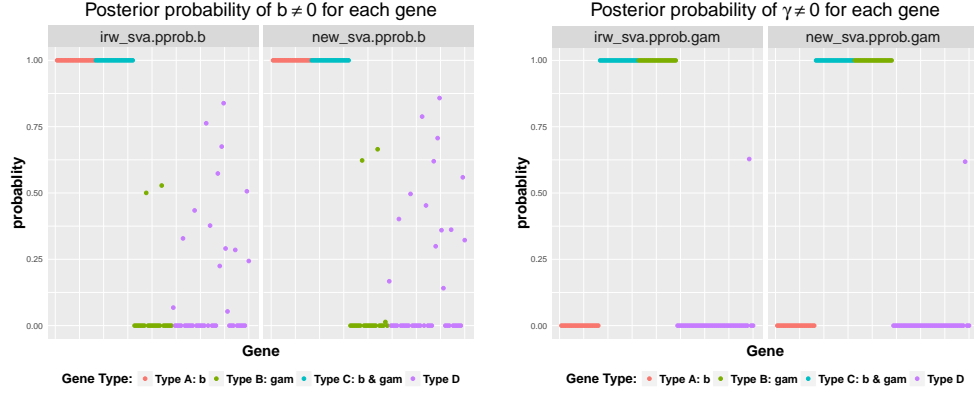 Posterior probability of b ≠ 0 for each gene
irw_sva.pprob.b
new_sva.pprob.b
1.00
0.75
0.50
0.25
0.00
probablity
Gene
Gene Type: Type A: b Type B: gam Type C: b & gam Type D
Posterior probability of γ ≠ 0 for each gene
irw_sva.pprob.gam
new_sva.pprob.gam
1.00
0.75
0.50
0.25
0.00
probablity
Gene
Gene Type: Type A: b Type B: gam Type C: b & gam Type D